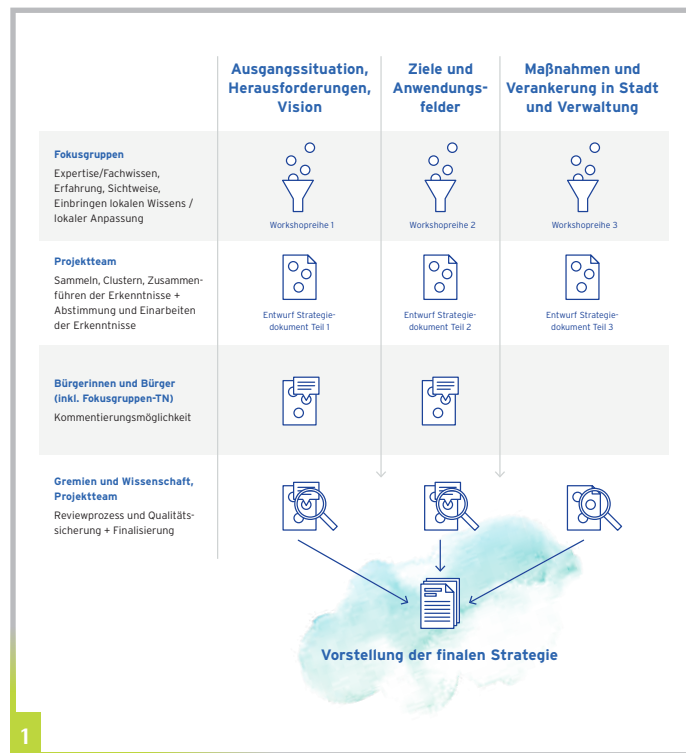 Ausgangssituation,
Herausforderungen,
Vision
Ziele und
Anwendungs-
felder
Maßnahmen und
Verankerung in Stadt
und Verwaltung
Fokusgruppen
Expertise/Fachwissen,
Erfahrung, Sichtweise,
Einbringen lokalen Wissens /
lokaler Anpassung
Workshopreihe 1
Workshopreihe 2
Workshopreihe 3
Projektteam
Sammeln, Clustern, Zusammen-
führen der Erkenntnisse +
Abstimmung und Einarbeiten
der Erkenntnisse
Entwurf Strategie-
dokument Teil 1
Entwurf Strategie-
dokument Teil 2
Entwurf Strategie-
dokument Teil 3
Bürgerinnen und Bürger
(inkl. Fokusgruppen-TN)
Kommentierungsmöglichkeit
Gremien und Wissenschaft,
Projektteam
Reviewprozess und Qualitäts-
sicherung + Finalisierung
Vorstellung der finalen Strategie
1